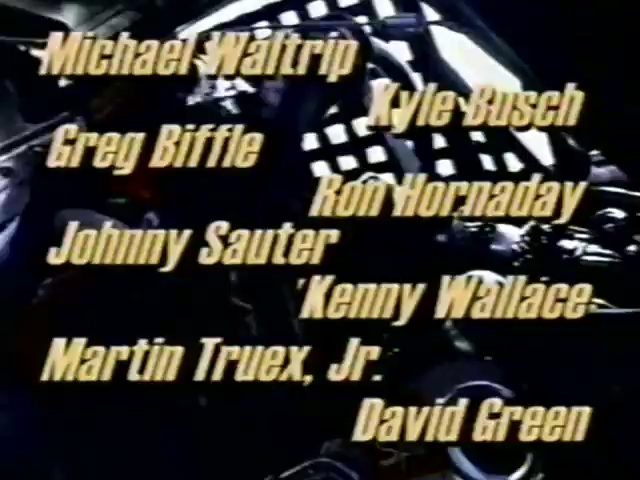 Michael Waltrip
Kyle Busch
Greg Biffle
Ron Hornaday
Johnny Sauter
'Kenny Wallace
Martin Truex, Jr.
David Green